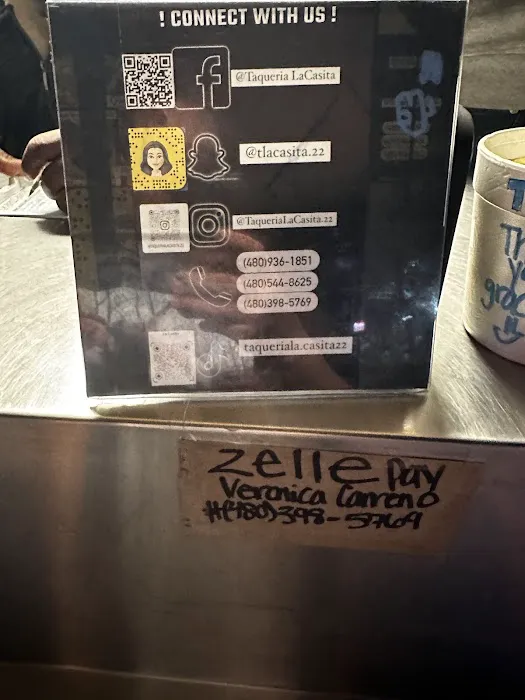 ! CONNECT WITH US !
@Taqueria LaCasita
@tlacasita.22
@TaqueriaLaCasita.22
(480)936-1851
(480)544-8625
(480)398-5769
taqueriala.casita22
zelle Pay
Veronica Carreno
#(480)398-5769